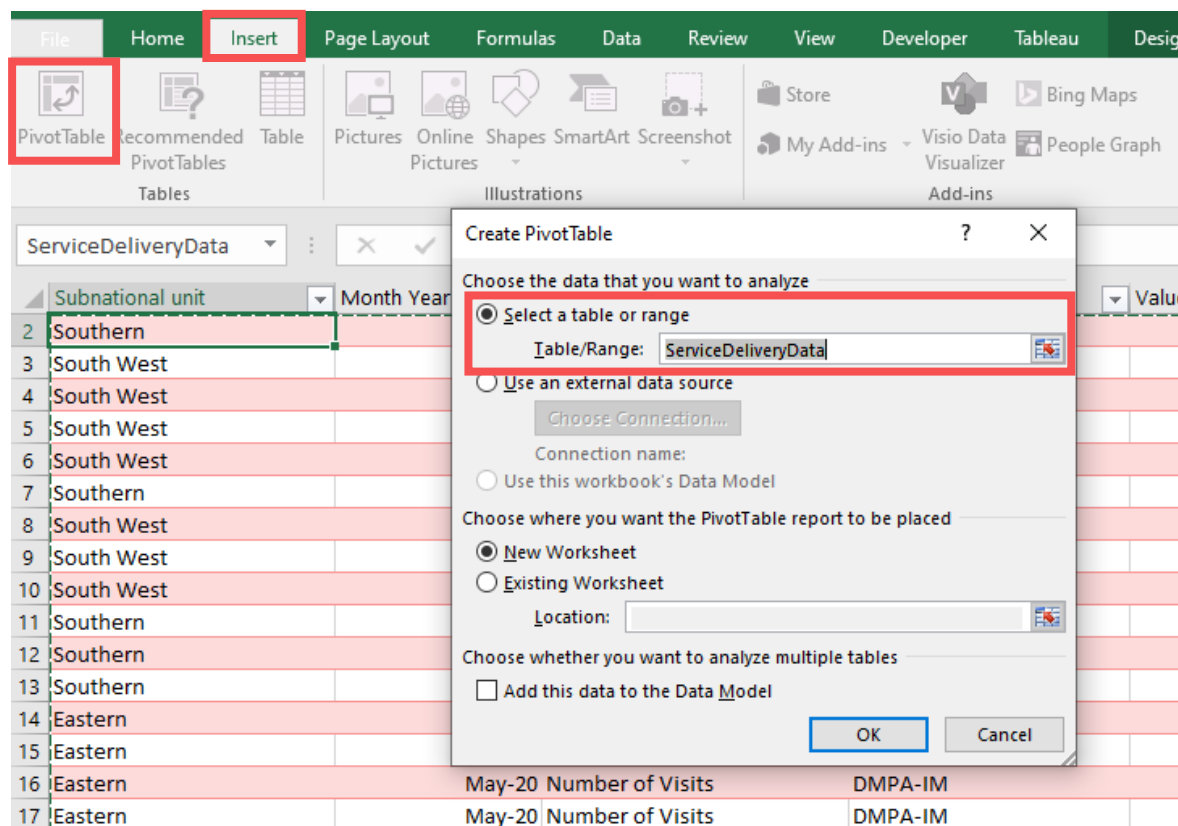 File Home Insert Page Layout Formulas Data Review View Developer Tableau Desig
PivotTable
Recommended PivotTables
Table
Pictures
Online Pictures
Shapes
SmartArt
Screenshot
Store
My Add-ins
Visio Data Visualizer
Bing Maps
People Graph
Tables Illustrations Add-ins
ServiceDeliveryData
Subnational unit Month Year Valu
2 Southern
3 South West
4 South West
5 South West
6 South West
7 Southern
8 South West
9 South West
10 South West
11 Southern
12 Southern
13 Southern
14 Eastern
15 Eastern
16 Eastern May-20 Number of Visits DMPA-IM
17 Eastern May-20 Number of Visits DMPA-IM
Create PivotTable ?
Choose the data that you want to analyze
Select a table or range
Table/Range: ServiceDeliveryData
Use an external data source
Choose Connection...
Connection name:
Use this workbook's Data Model
Choose where you want the PivotTable report to be placed
New Worksheet
Existing Worksheet
Location:
Choose whether you want to analyze multiple tables
Add this data to the Data Model
OK Cancel